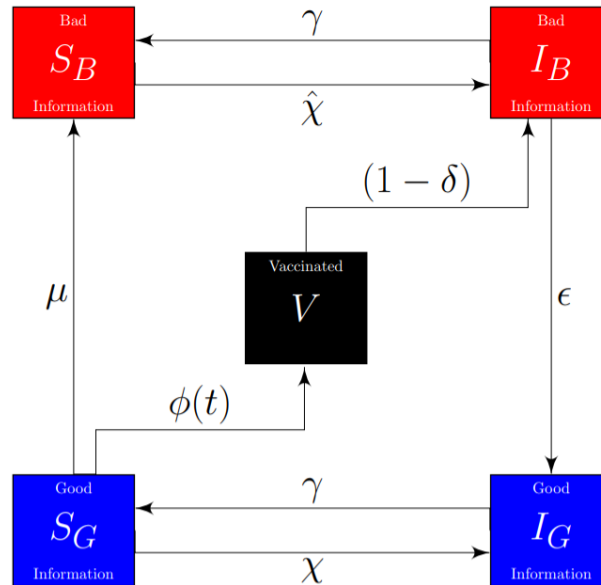 Bad
S_B
Information
γ
χ̂
Bad
I_B
Information
(1 − δ)
μ
Vaccinated
V
ϵ
φ(t)
Good
S_G
Information
γ
χ
Good
I_G
Information